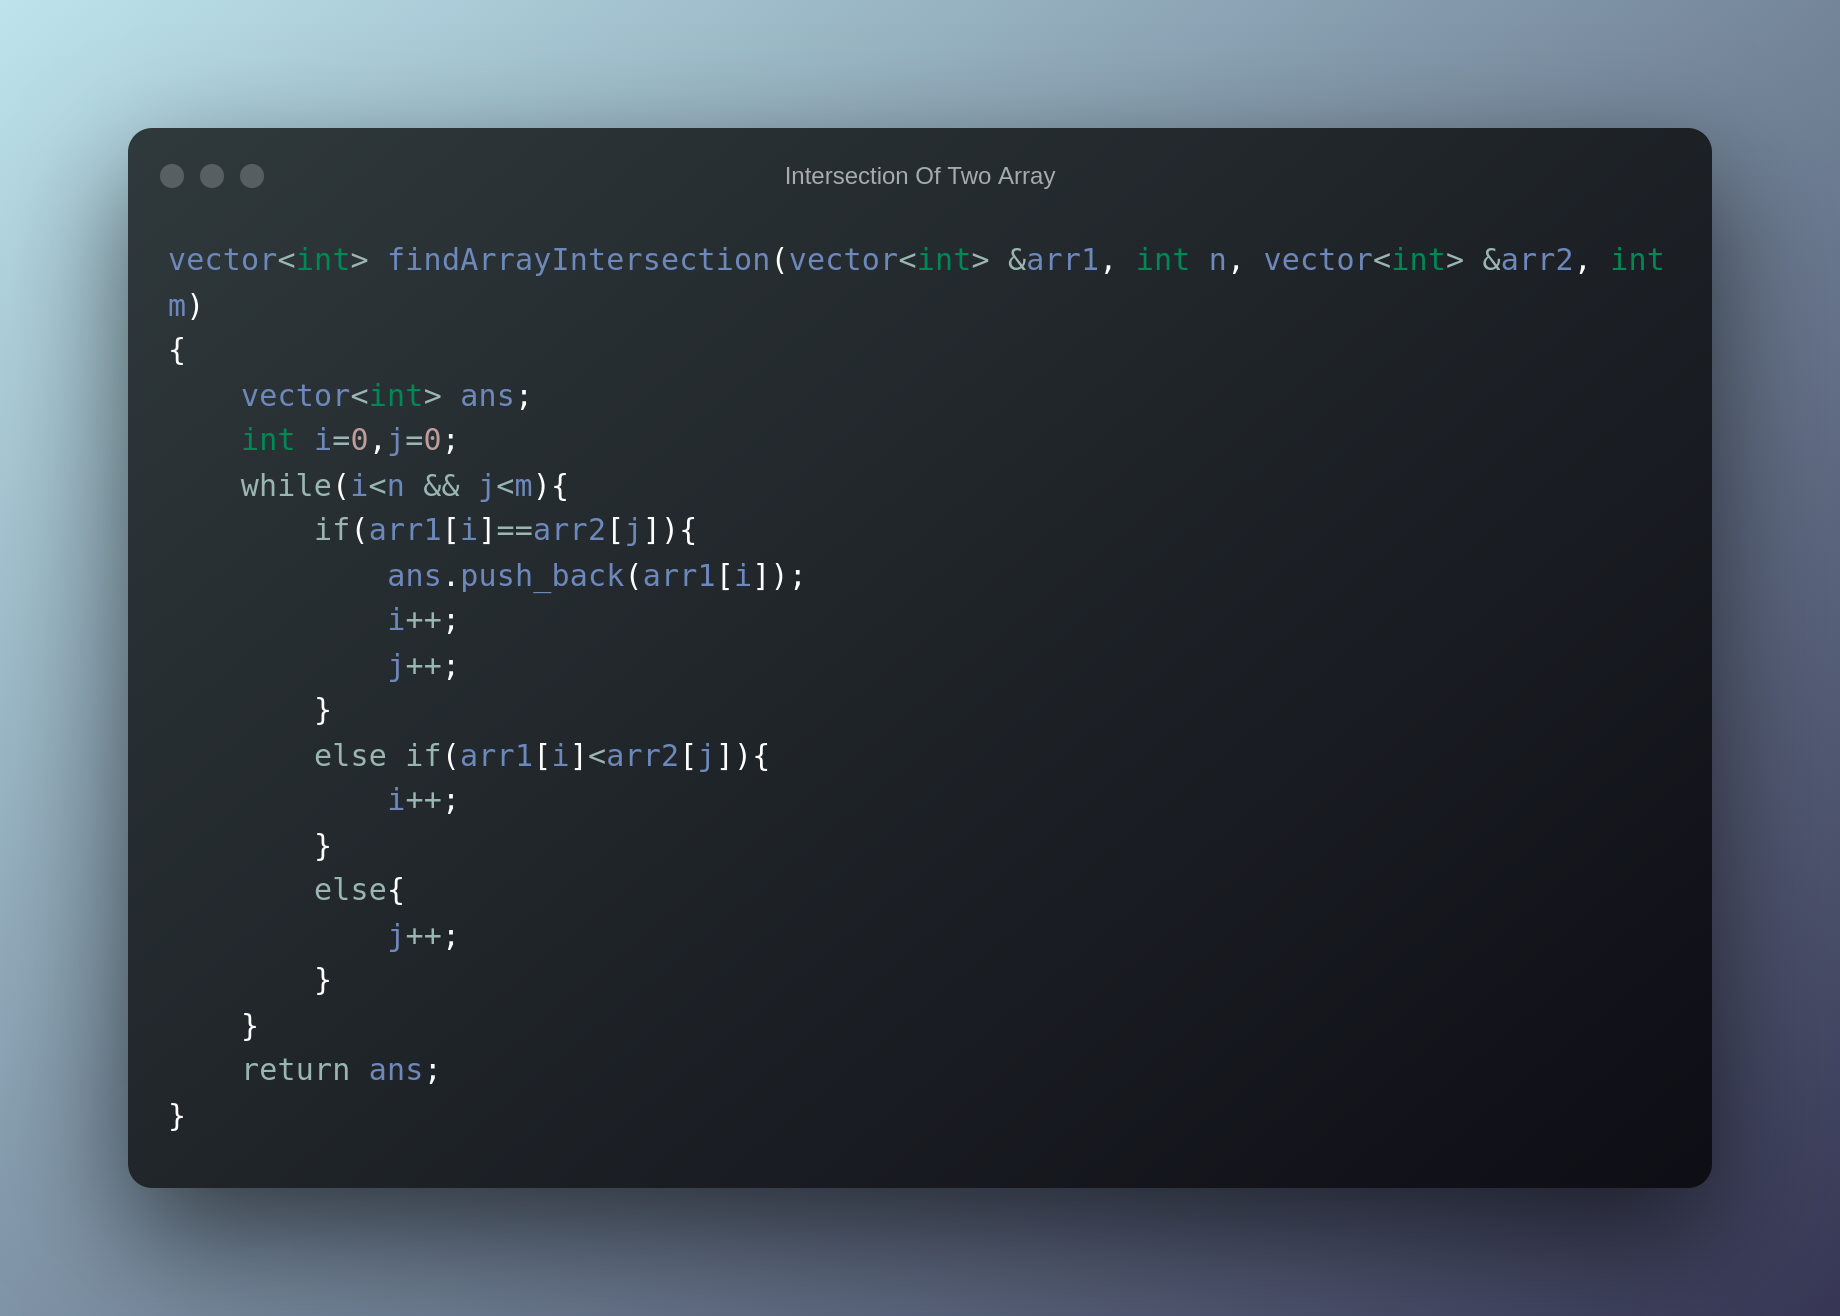 Intersection Of Two Array
vector<int> findArrayIntersection(vector<int> &arr1, int n, vector<int> &arr2, int
m)
{
    vector<int> ans;
    int i=0,j=0;
    while(i<n && j<m){
        if(arr1[i]==arr2[j]){
            ans.push_back(arr1[i]);
            i++;
            j++;
        }
        else if(arr1[i]<arr2[j]){
            i++;
        }
        else{
            j++;
        }
    }
    return ans;
}